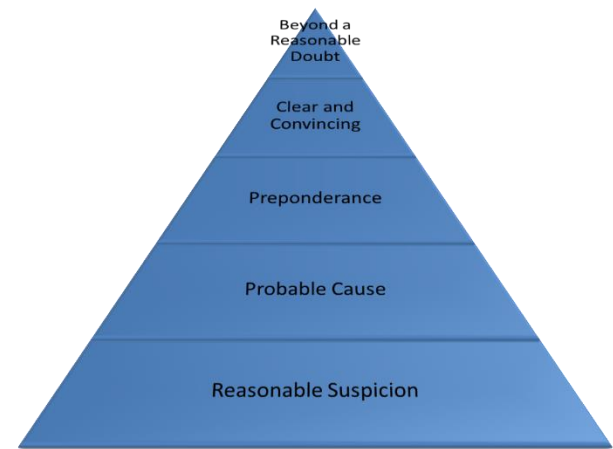 Beyond a
Reasonable
Doubt
Clear and
Convincing
Preponderance
Probable Cause
Reasonable Suspicion